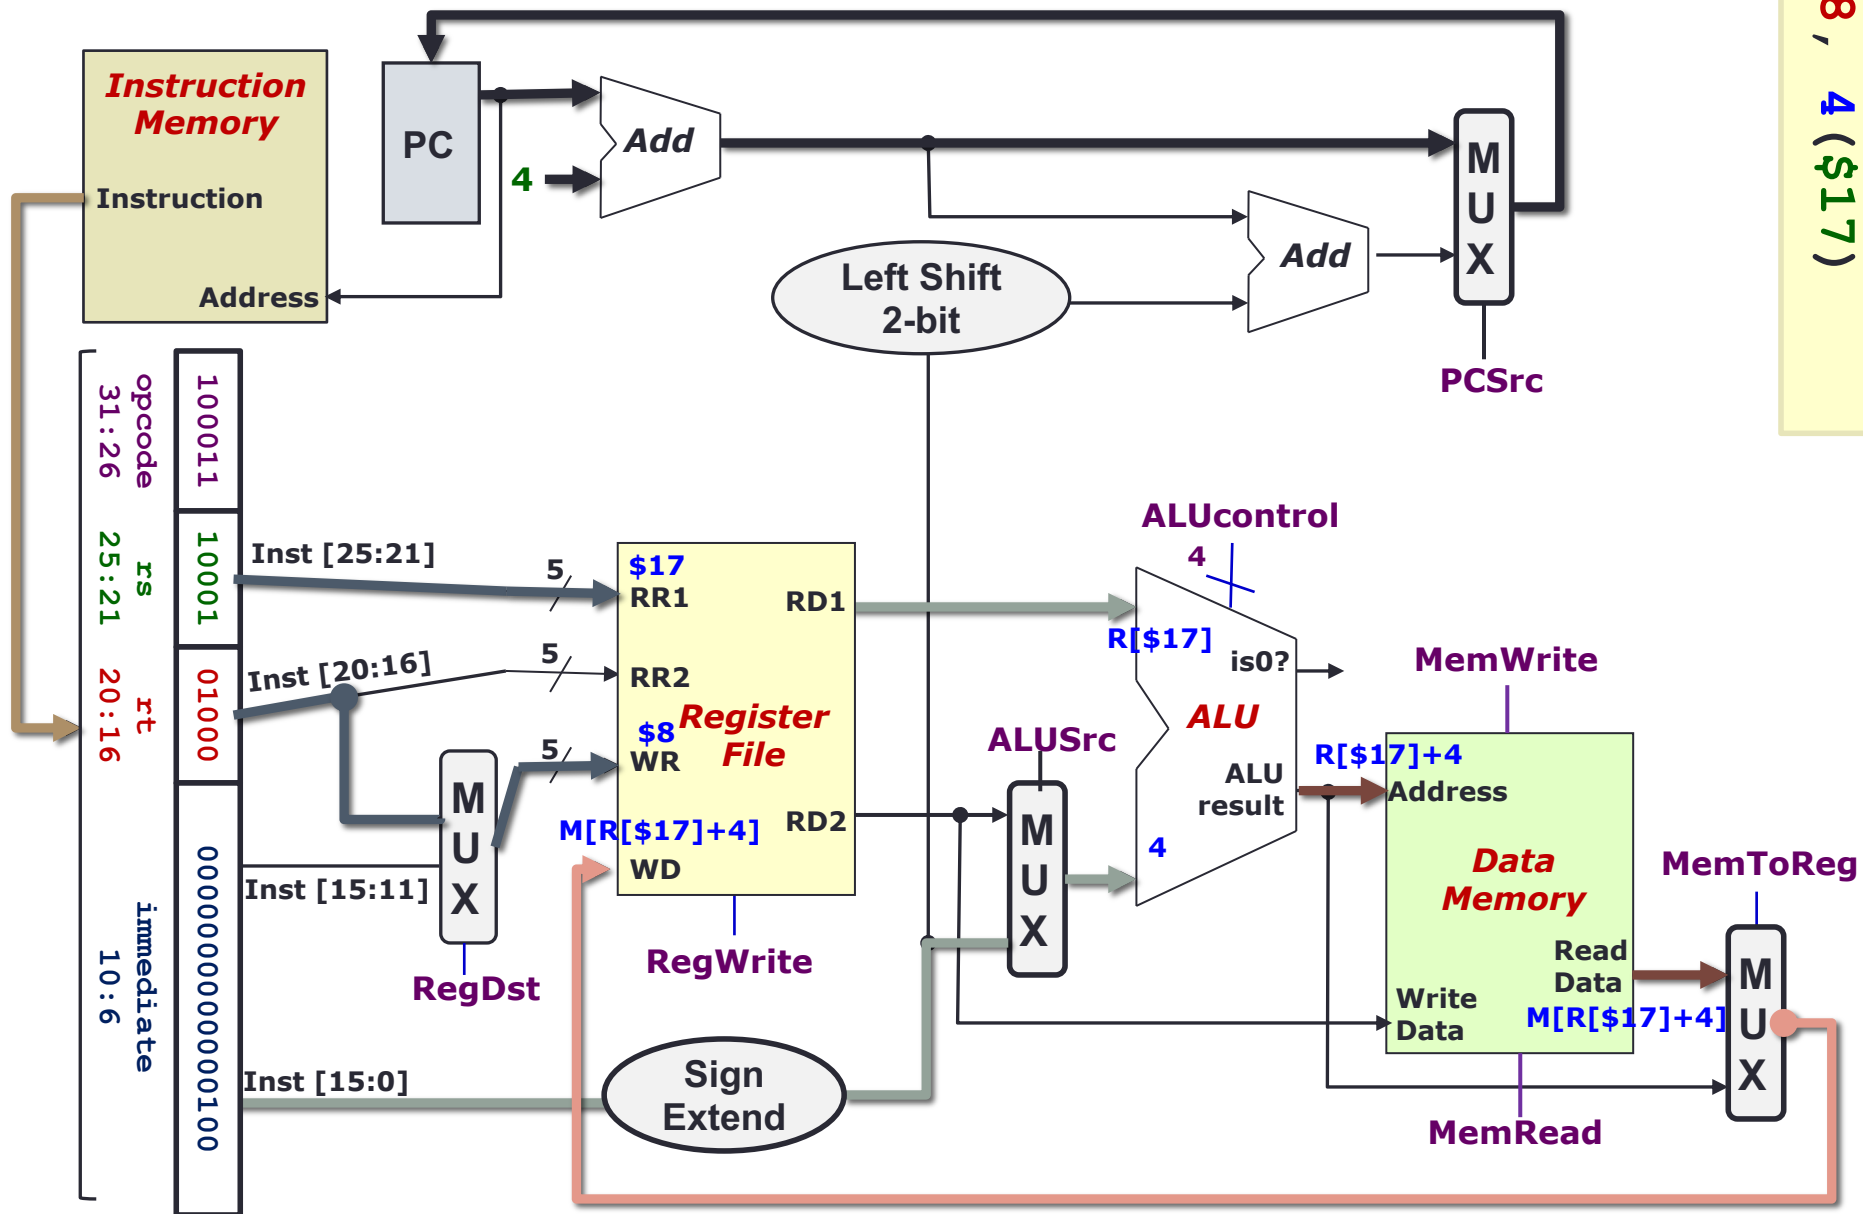 8, 4($17)
Instruction
Memory
Instruction
Address
PC
4
Add
Left Shift
2-bit
Add
M
U
X
PCSrc
opcode
31:26
100011
rs
25:21
10001
rt
20:16
01000
immediate
10:6
0000000000000100
Inst [25:21]
5
Inst [20:16]
5
5
Inst [15:11]
Inst [15:0]
M
U
X
RegDst
$17
RR1
RD1
RR2
$8
WR
Register
File
M[R[$17]+4]
RD2
WD
RegWrite
Sign
Extend
ALUSrc
M
U
X
ALUcontrol
4
R[$17]
is0?
ALU
ALU
result
4
MemWrite
R[$17]+4
Address
Data
Memory
Read
Data
Write
Data
M[R[$17]+4]
MemRead
MemToReg
M
U
X